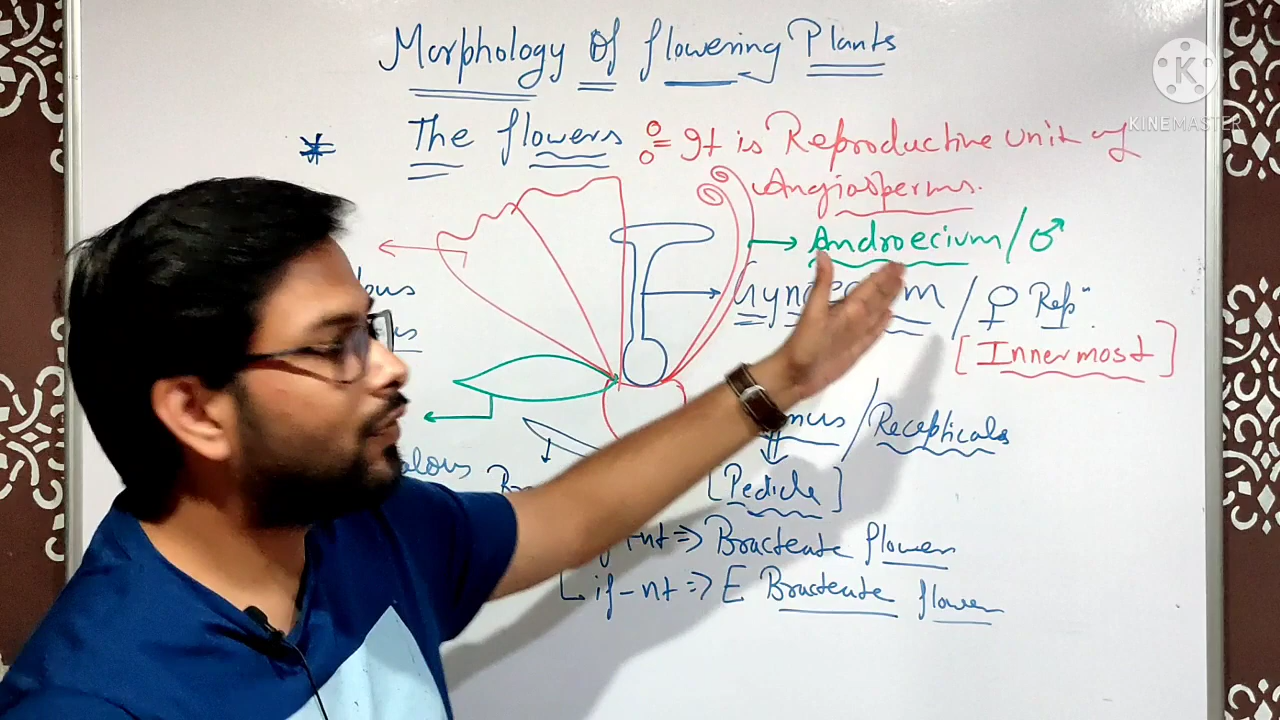 Morphology Of flowering Plants
K
KINEMASTER
* The flowers : It is Reproductive unit of
Angiosperms.
Androecium / ♂
/ ♀ Rep"
[Innermost]
/ Recepticals
[Pedicle]
=> Bracteate flowers
if - nt => E Bracteate flower